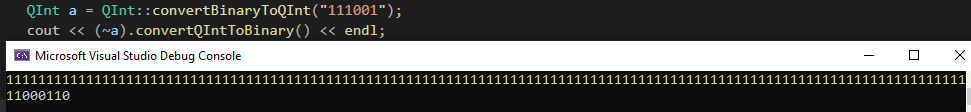 QInt a = QInt::convertBinaryToQInt("111001");
cout << (~a).convertQIntToBinary() << endl;
Microsoft Visual Studio Debug Console
111111111111111111111111111111111111111111111111111111111111111111111111111111111111111111111111111111111111111111111111
11000110